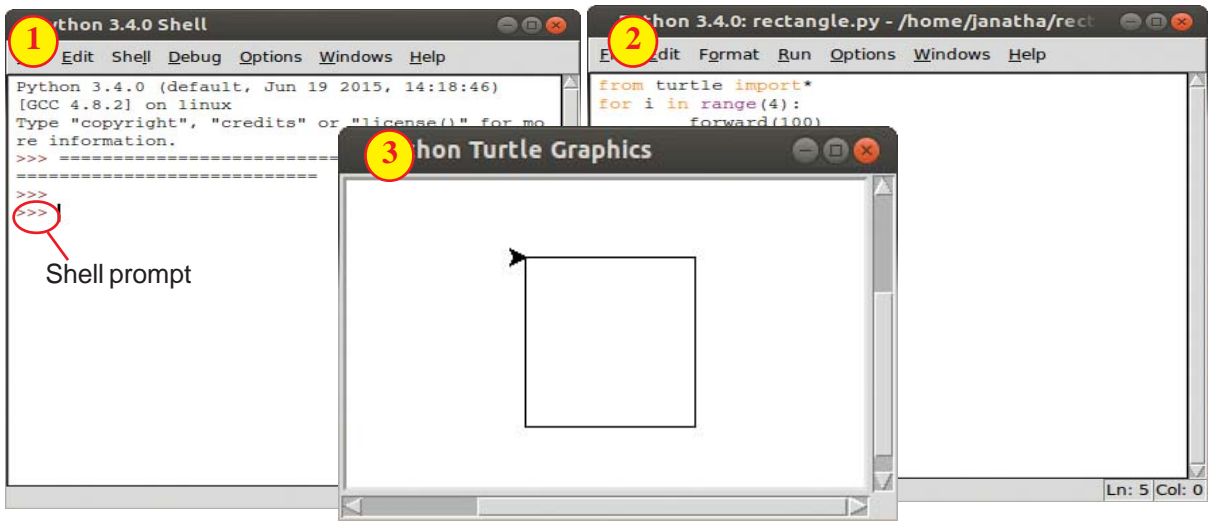 1
ython 3.4.0 Shell
Edit Shell Debug Options Windows Help
Python 3.4.0 (default, Jun 19 2015, 14:18:46)
[GCC 4.8.2] on linux
Type "copyright", "credits" or "license()" for mo
re information.
>>> ==========================
============================
>>>
>>>
Shell prompt
2
hon 3.4.0: rectangle.py - /home/janatha/rect
Edit Format Run Options Windows Help
from turtle import*
for i in range(4):
forward(100)
Ln: 5 Col: 0
3
hon Turtle Graphics